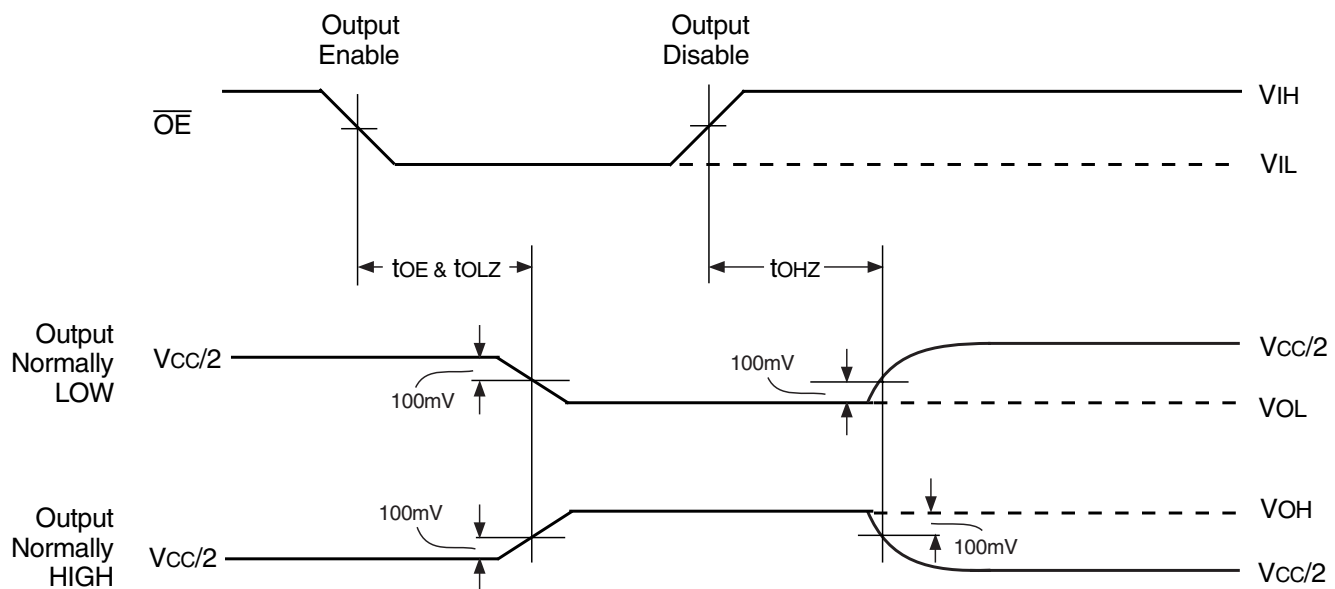 Output
Enable
Output
Disable
OE
VIH
VIL
tOE & tOLZ
tOHZ
Output
Normally
LOW
VCC/2
100mV
100mV
VCC/2
VOL
Output
Normally
HIGH
VCC/2
100mV
VOH
100mV
VCC/2